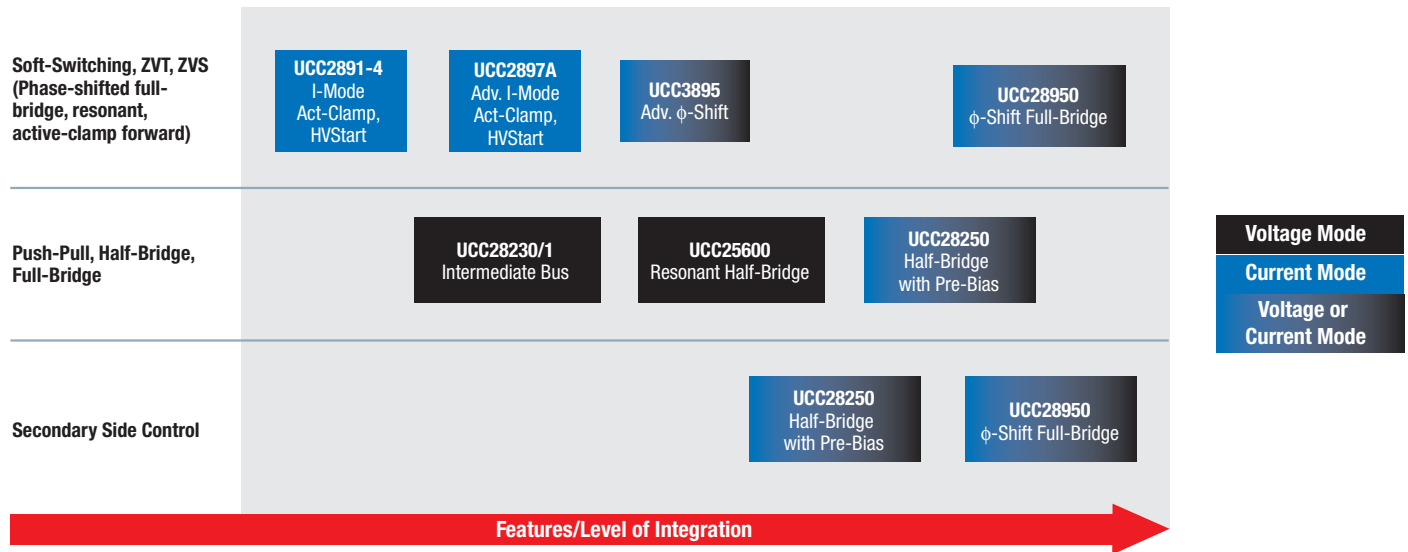 Soft-Switching, ZVT, ZVS
(Phase-shifted full-
bridge, resonant,
active-clamp forward)
UCC2891-4
I-Mode
Act-Clamp,
HVStart
UCC2897A
Adv. I-Mode
Act-Clamp,
HVStart
UCC3895
Adv. ϕ-Shift
UCC28950
ϕ-Shift Full-Bridge
Push-Pull, Half-Bridge,
Full-Bridge
UCC28230/1
Intermediate Bus
UCC25600
Resonant Half-Bridge
UCC28250
Half-Bridge
with Pre-Bias
Voltage Mode
Current Mode
Voltage or
Current Mode
Secondary Side Control
UCC28250
Half-Bridge
with Pre-Bias
UCC28950
ϕ-Shift Full-Bridge
Features/Level of Integration